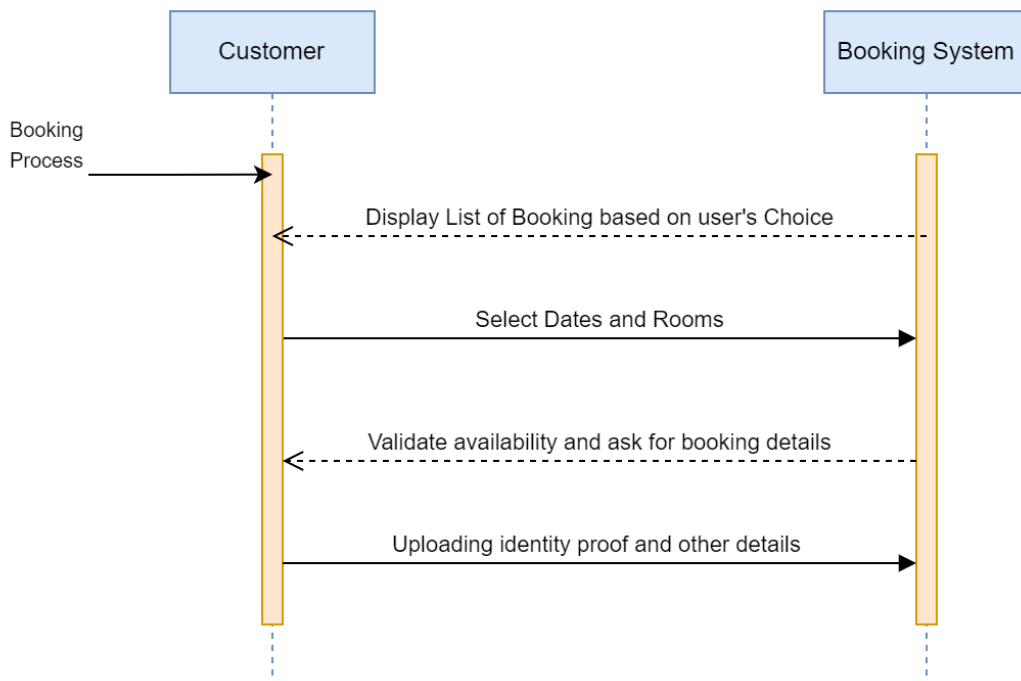 Customer
Booking System
Booking
Process
Display List of Booking based on user's Choice
Select Dates and Rooms
Validate availability and ask for booking details
Uploading identity proof and other details